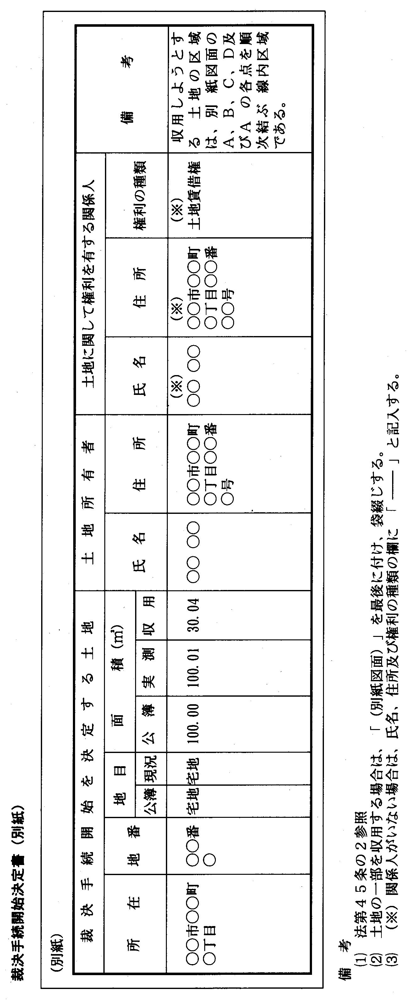 裁決手続開始決定書（別紙）
（別紙）
裁決手続開始を決定する土地
土地所有者
土地に関して権利を有する関係人
備考
所在
地番
地目
面積（㎡）
氏名
住所
氏名
住所
権利の種類
公簿
現況
公簿
実測
収用
○○市○○町
○丁目
○○番
○
宅地
宅地
100.00
100.01
30.04
○○ ○○
○○市○○町
○丁目○○番
○号
（※）
○○ ○○
（※）
○○市○○町
○丁目○○番
○○号
（※）
土地賃借権
収用しようとす
る土地の区域
は、別紙図面の
A、B、C、D及
びAの各点を順
次結ぶ線内区域
である。
備考
(1) 法第４５条の２参照
(2) 土地の一部を収用する場合は、「（別紙図面）」を最後に付け、袋綴じする。
(3) （※）関係人がいない場合は、氏名、住所及び権利の種類の欄に「――」と記入する。